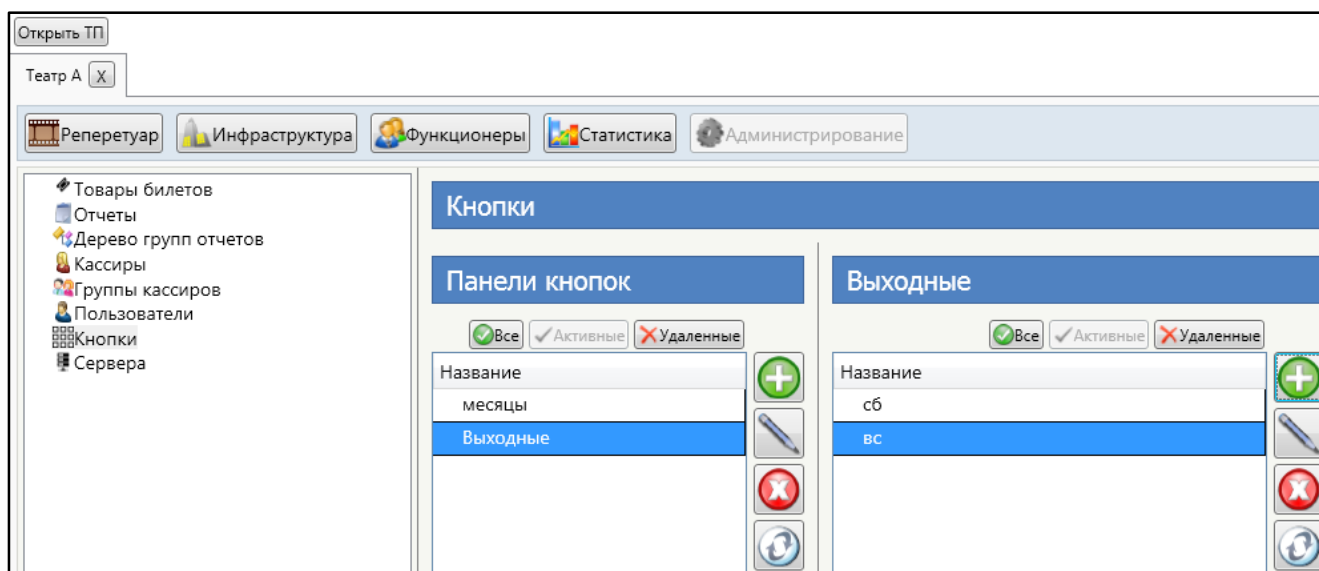 Открыть ТП
Театр А X
Реперетуар Инфраструктура Функционеры Статистика Администрирование
Товары билетов
Отчеты
Дерево групп отчетов
Кассиры
Группы кассиров
Пользователи
Кнопки
Сервера
Кнопки
Панели кнопок
Все Активные Удаленные
Название
месяцы
Выходные
Выходные
Все Активные Удаленные
Название
сб
вс